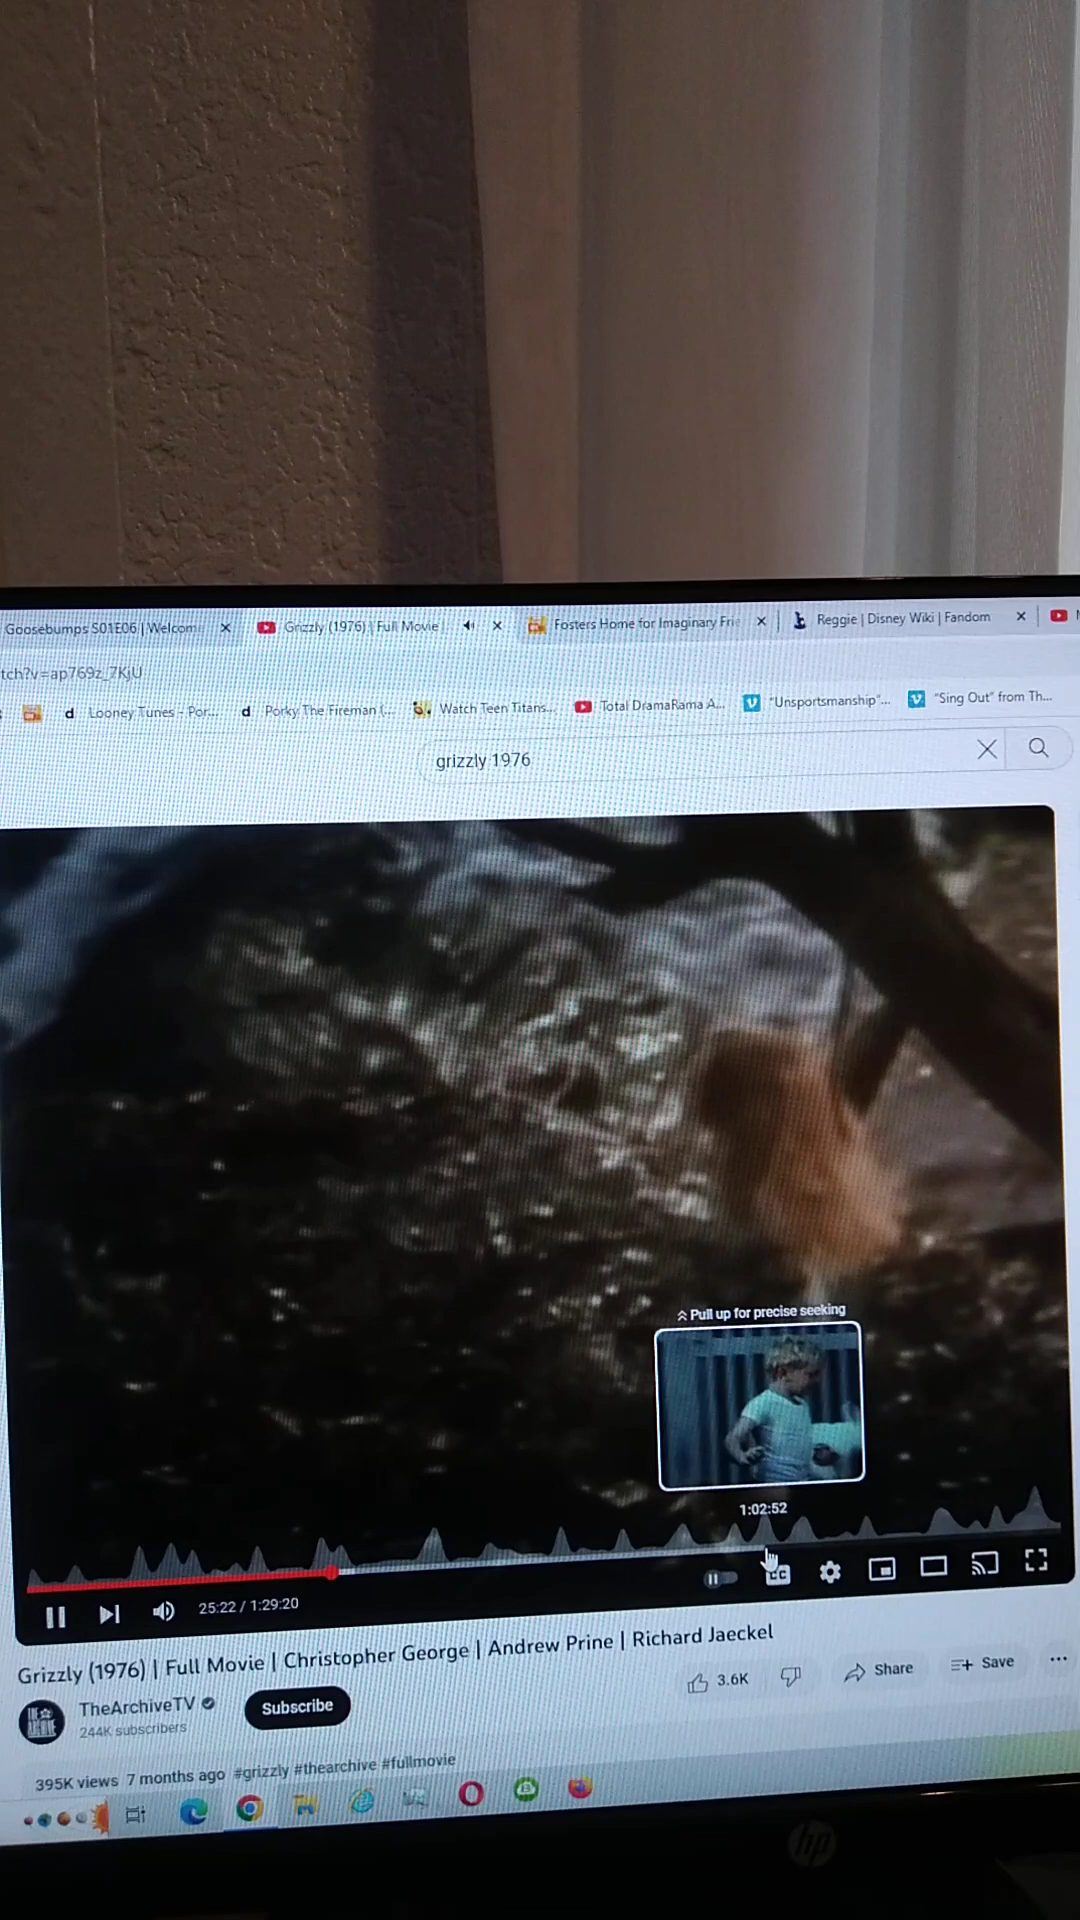 Goosebumps S01E06 | Welcom
Grizzly (1976) | Full Movie
Fosters Home for Imaginary Frie
Reggie | Disney Wiki | Fandom
tch?v=ap769z_7KjU
Looney Tunes - Por...
Porky The Fireman (...
Watch Teen Titans...
Total DramaRama A...
"Unsportsmanship"...
"Sing Out" from Th...
grizzly 1976
Pull up for precise seeking
1:02:52
CC
25:22 / 1:29:20
Grizzly (1976) | Full Movie | Christopher George | Andrew Prine | Richard Jaeckel
TheArchiveTV
244K subscribers
Subscribe
3.6K
Share
Save
395K views 7 months ago #grizzly #thearchive #fullmovie
hp